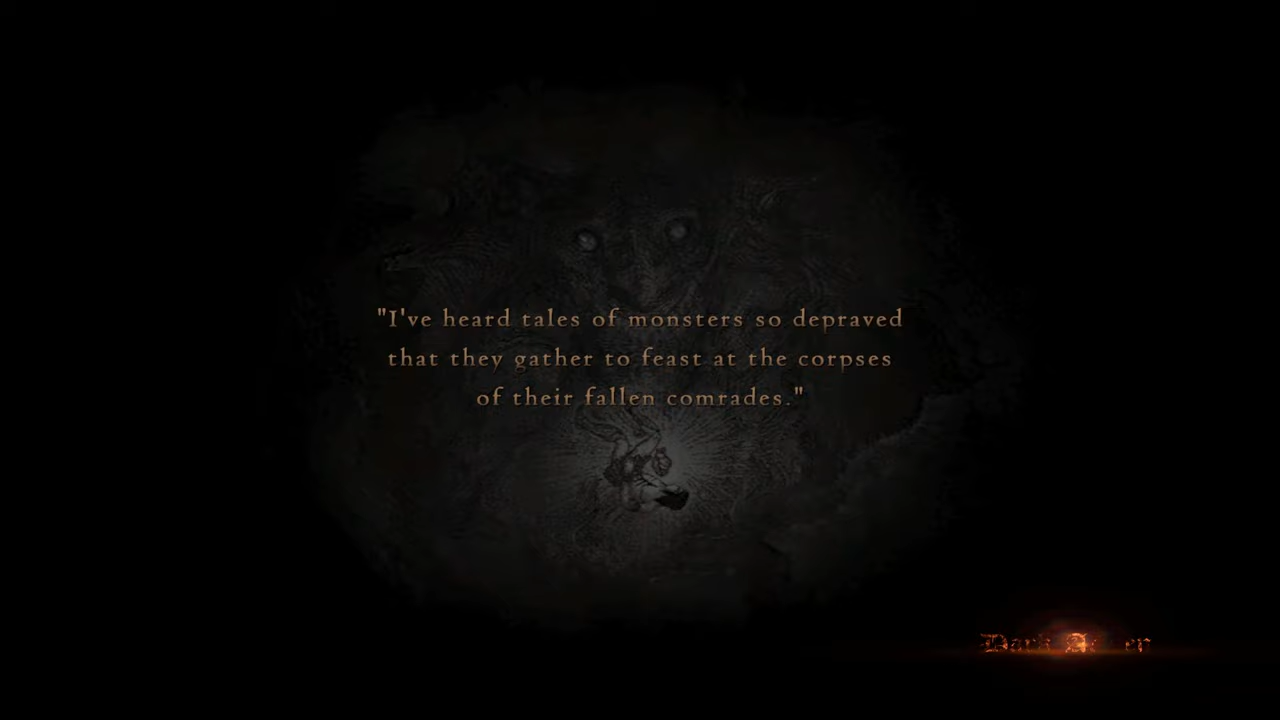 "I've heard tales of monsters so depraved
that they gather to feast at the corpses
of their fallen comrades."
Dark